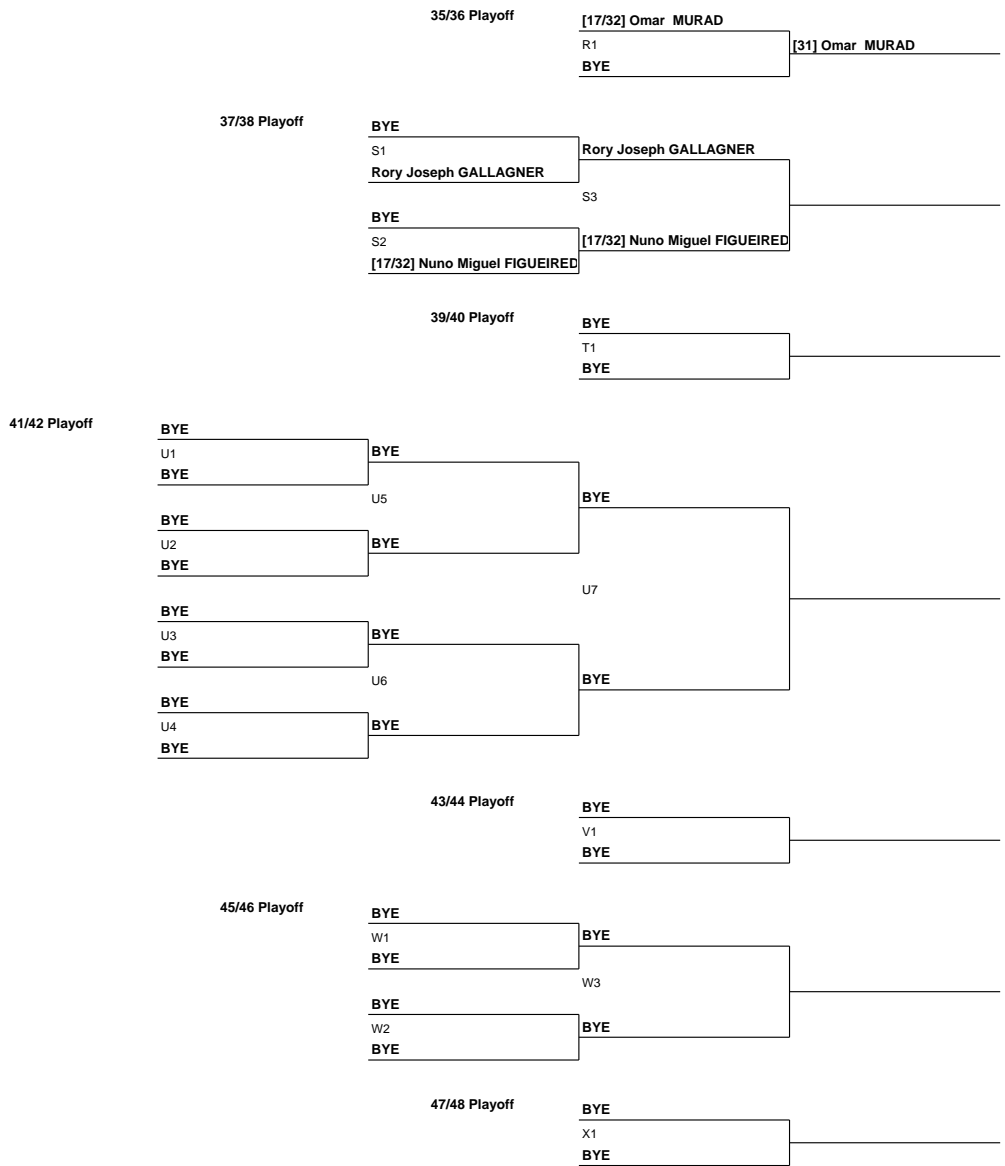 35/36 Playoff
[17/32] Omar  MURAD
R1
[31] Omar  MURAD
BYE
37/38 Playoff
BYE
S1
Rory Joseph GALLAGNER
Rory Joseph GALLAGNER
S3
BYE
S2
[17/32] Nuno Miguel FIGUEIRED
[17/32] Nuno Miguel FIGUEIRED
39/40 Playoff
BYE
T1
BYE
41/42 Playoff
BYE
U1
BYE
BYE
U5
BYE
BYE
U2
BYE
BYE
U7
BYE
U3
BYE
BYE
U6
BYE
BYE
U4
BYE
BYE
43/44 Playoff
BYE
V1
BYE
45/46 Playoff
BYE
W1
BYE
BYE
W3
BYE
W2
BYE
BYE
47/48 Playoff
BYE
X1
BYE